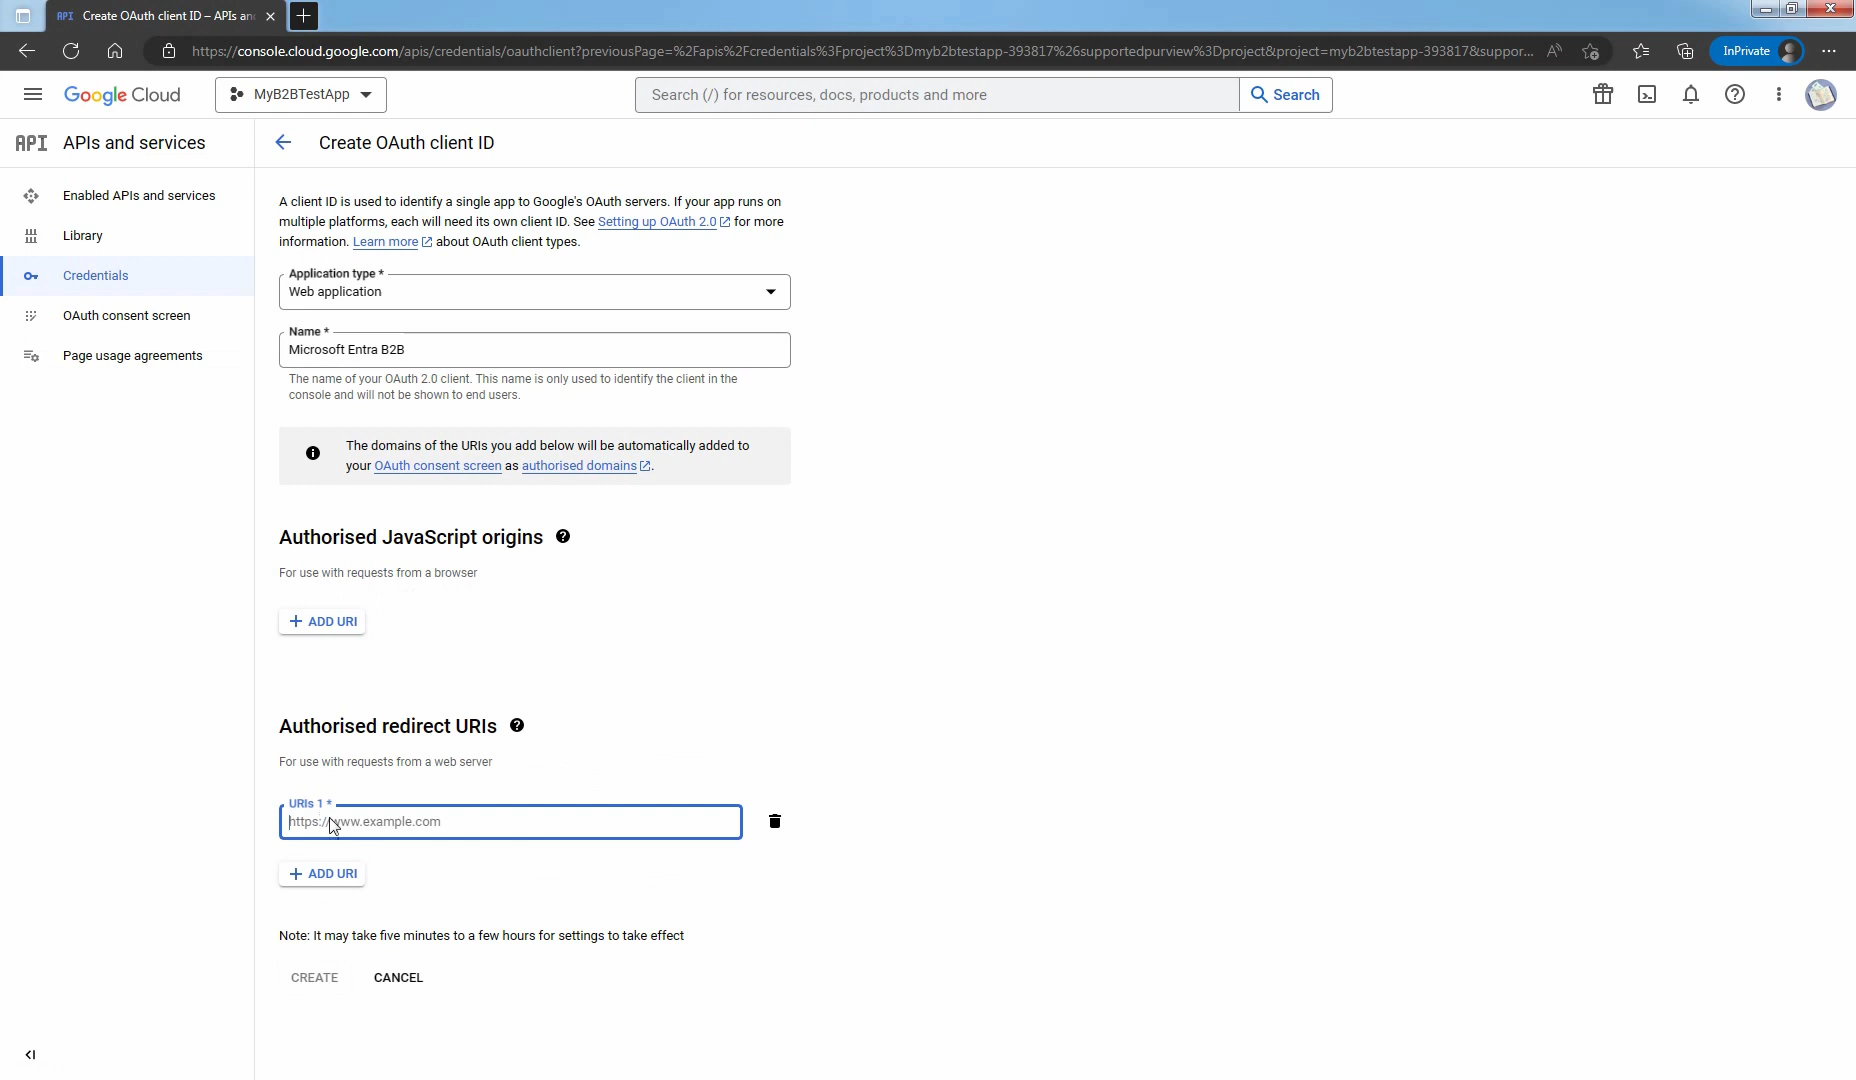 API Create OAuth client ID – APIs an
https://console.cloud.google.com/apis/credentials/oauthclient?previousPage=%2Fapis%2Fcredentials%3Fproject%3Dmyb2btestapp-393817%26supportedpurview%3Dproject&project=myb2btestapp-393817&suppor...
InPrivate
Google Cloud
MyB2BTestApp
Search (/) for resources, docs, products and more
Search
API APIs and services
Create OAuth client ID
Enabled APIs and services
Library
Credentials
OAuth consent screen
Page usage agreements
A client ID is used to identify a single app to Google's OAuth servers. If your app runs on
multiple platforms, each will need its own client ID. See Setting up OAuth 2.0 for more
information. Learn more about OAuth client types.
Application type *
Web application
Name *
Microsoft Entra B2B
The name of your OAuth 2.0 client. This name is only used to identify the client in the
console and will not be shown to end users.
The domains of the URIs you add below will be automatically added to
your OAuth consent screen as authorised domains.
Authorised JavaScript origins
For use with requests from a browser
+ ADD URI
Authorised redirect URIs
For use with requests from a web server
URIs 1 *
https://www.example.com
+ ADD URI
Note: It may take five minutes to a few hours for settings to take effect
CREATE
CANCEL